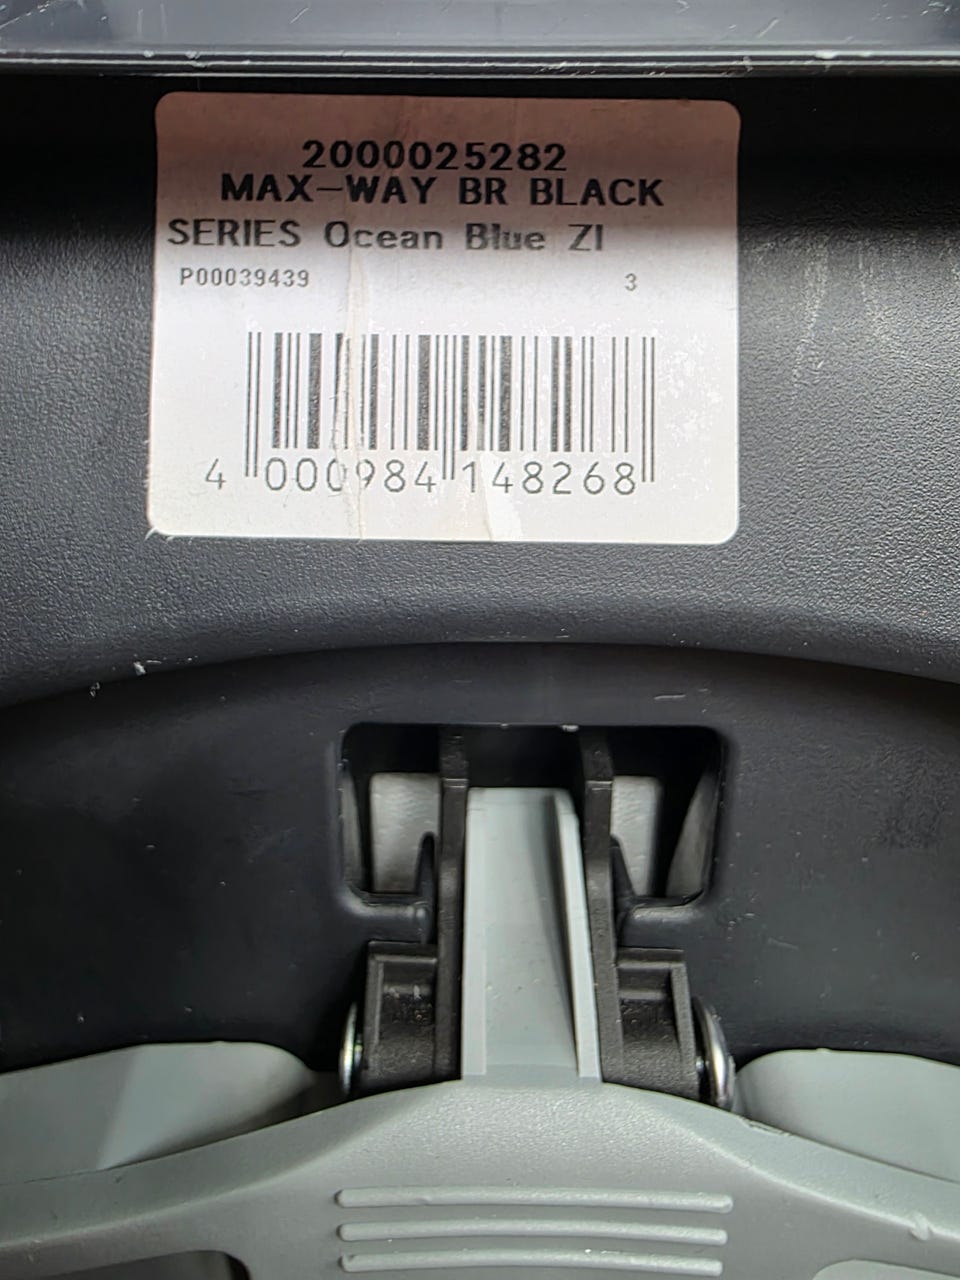 2000025282
MAX-WAY BR BLACK
SERIES Ocean Blue ZI
P00039439 3
4 000984 148268